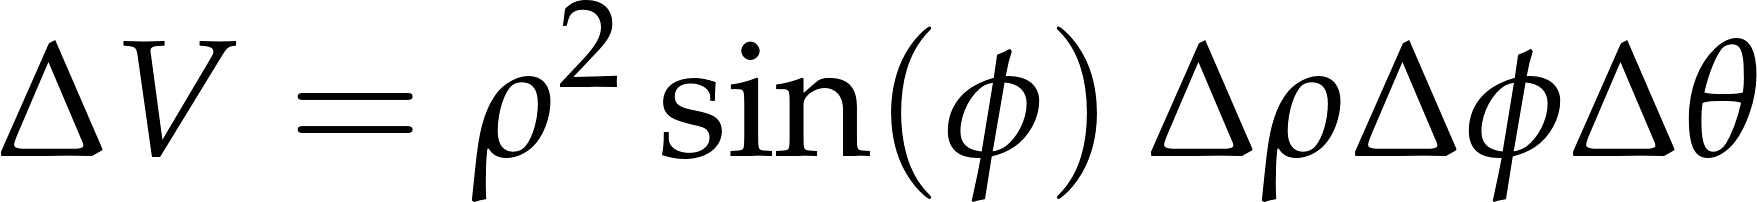 ΔV = ρ² sin(ϕ) ΔρΔϕΔθ